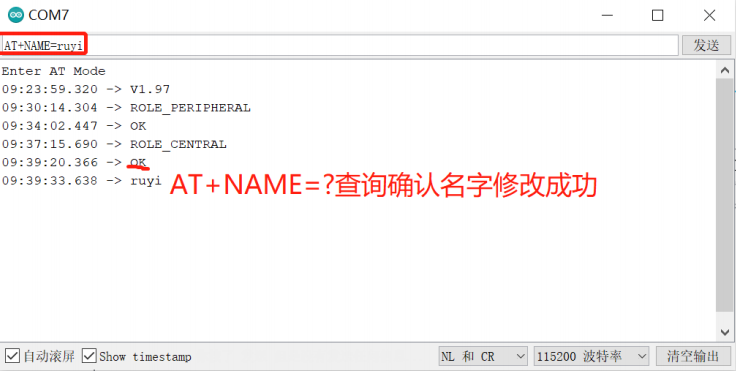 COM7
AT+NAME=ruyi
发送
Enter AT Mode
09:23:59.320 -> V1.97
09:30:14.304 -> ROLE_PERIPHERAL
09:34:02.447 -> OK
09:37:15.690 -> ROLE_CENTRAL
09:39:20.366 -> OK
09:39:33.638 -> ruyi
AT+NAME=?查询确认名字修改成功
自动滚屏 Show timestamp NL 和 CR 115200 波特率 清空输出